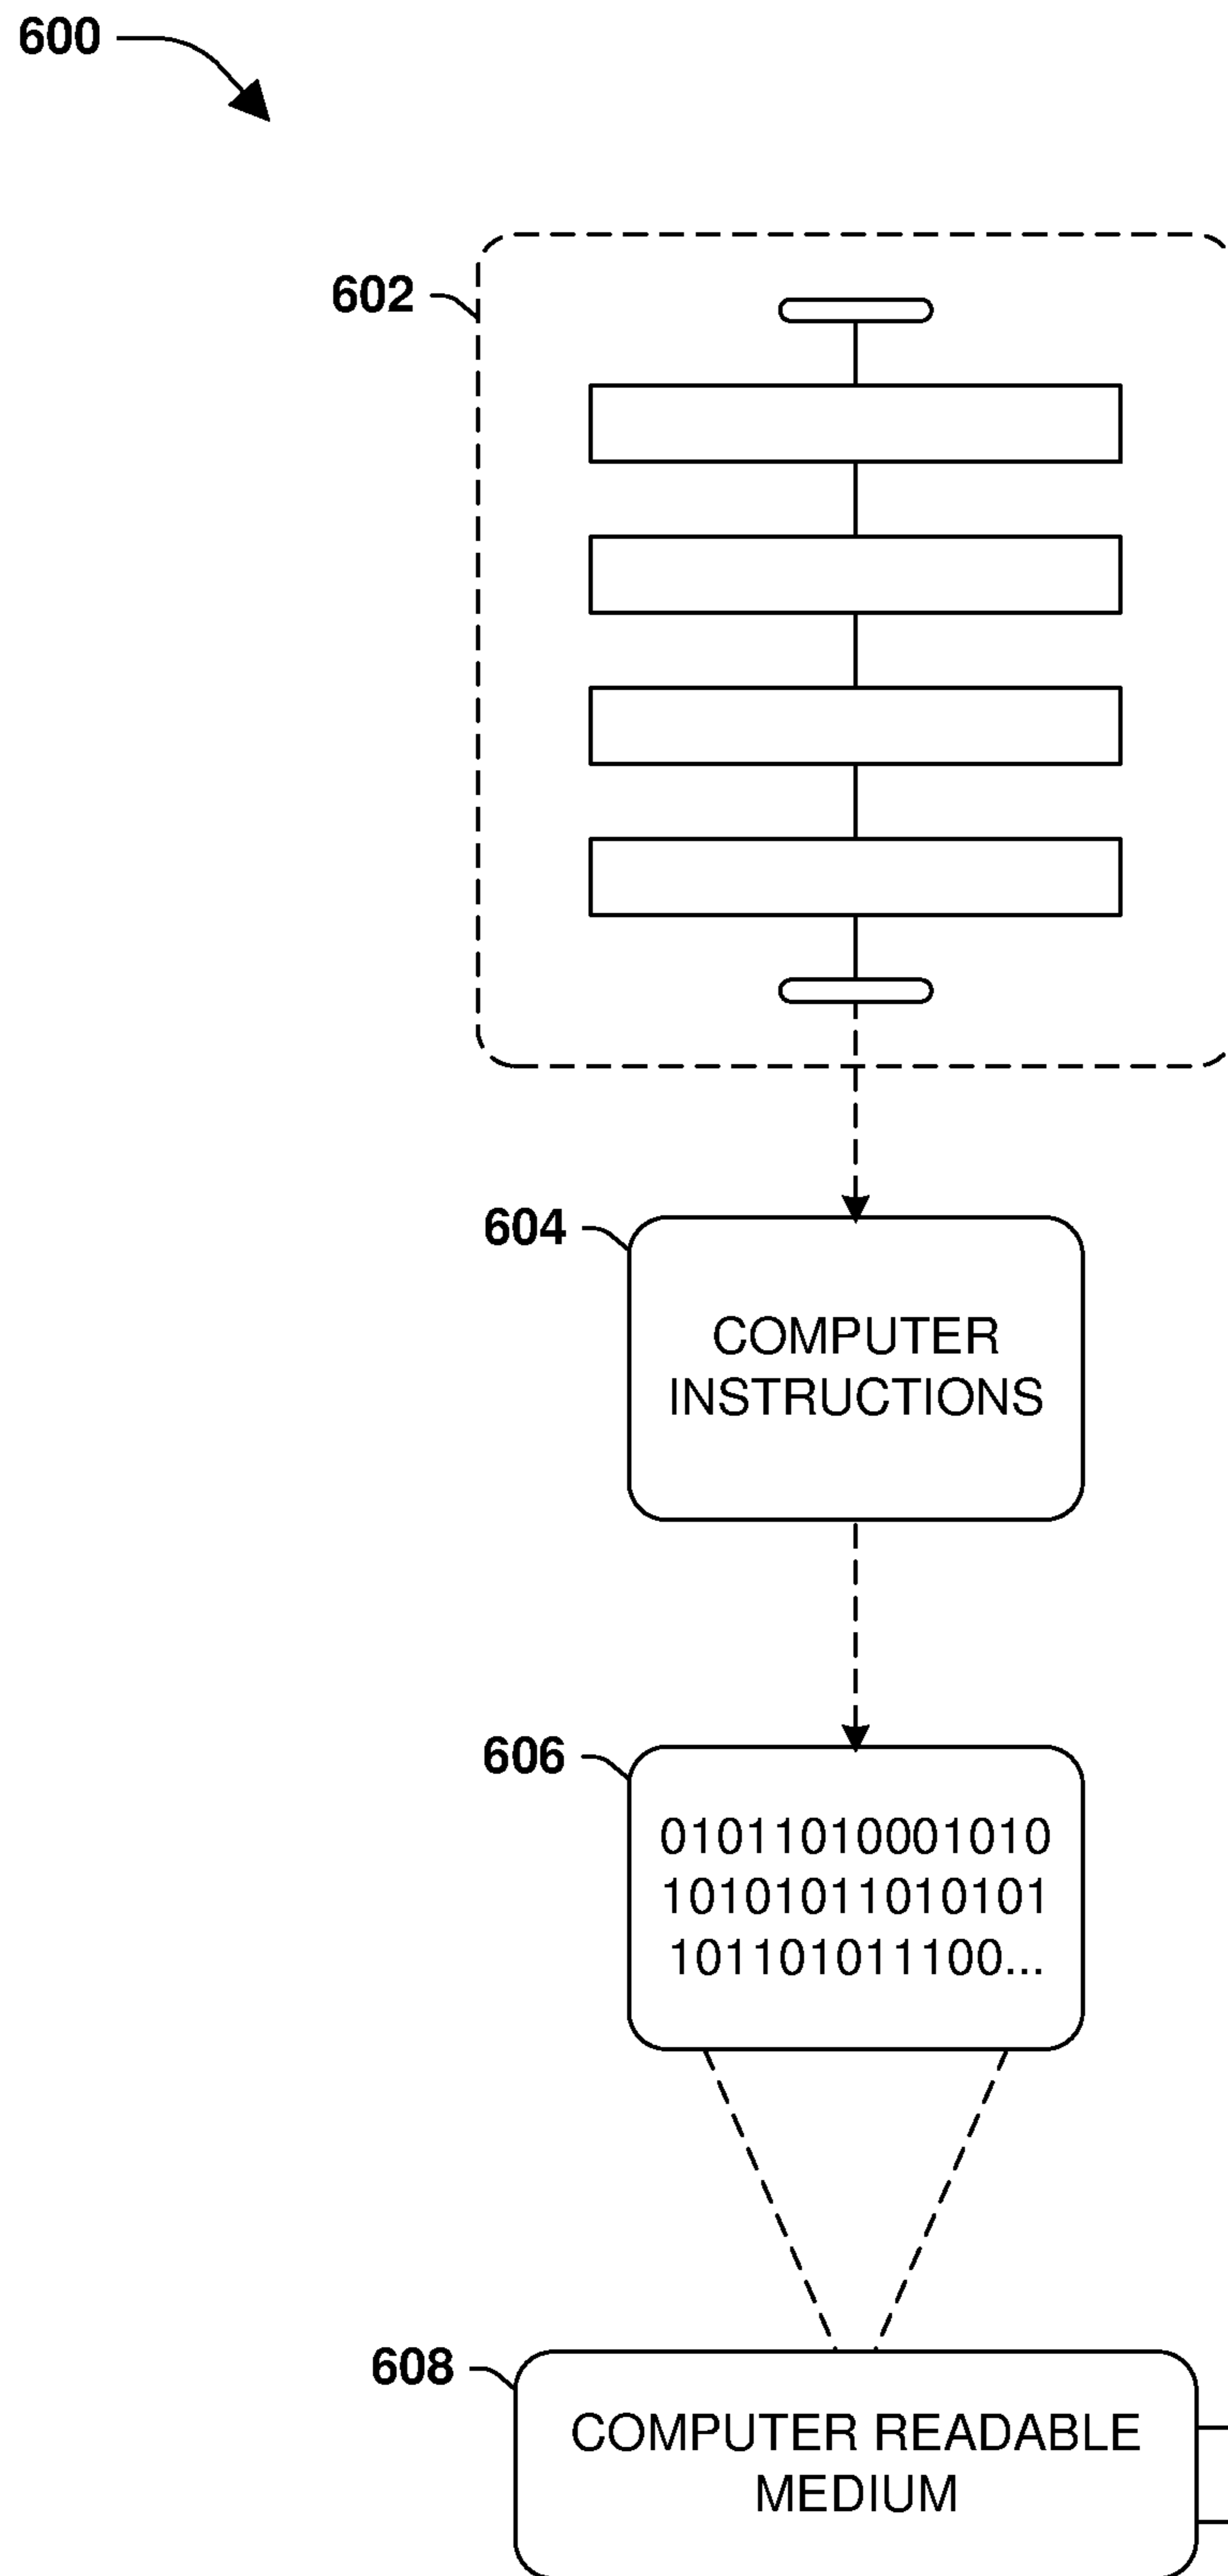 600
602
604
COMPUTER
INSTRUCTIONS
606
01011010001010
10101011010101
101101011100...
608
COMPUTER READABLE
MEDIUM